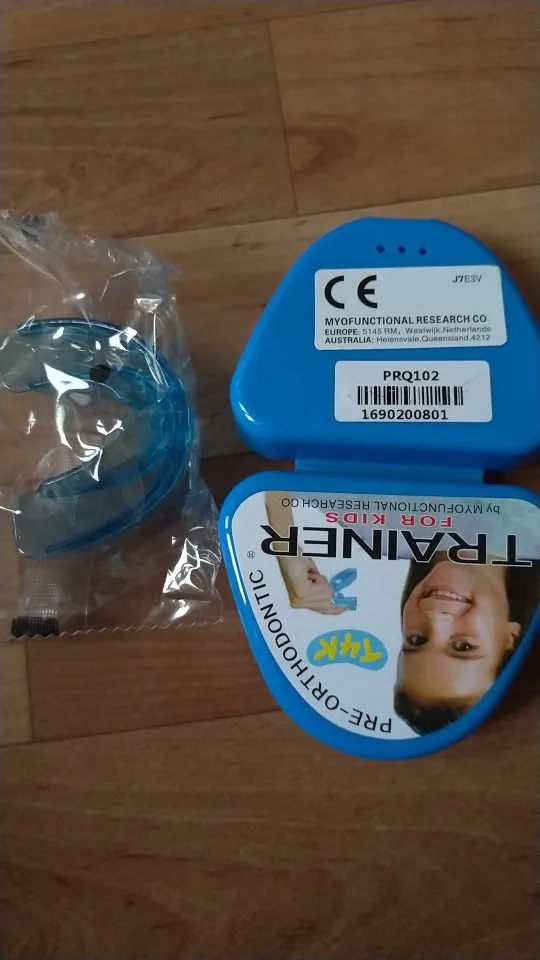 J7E3V
CE
MYOFUNCTIONAL RESEARCH CO
EUROPE: 5145 RM, Waalwijk,Netherlands
AUSTRALIA: Helensvale,Queensland,4212
PRQ102
1690200801
PRE-ORTHODONTIC ®
T4K
TRAINER
FOR KIDS
by MYOFUNCTIONAL RESEARCH CO